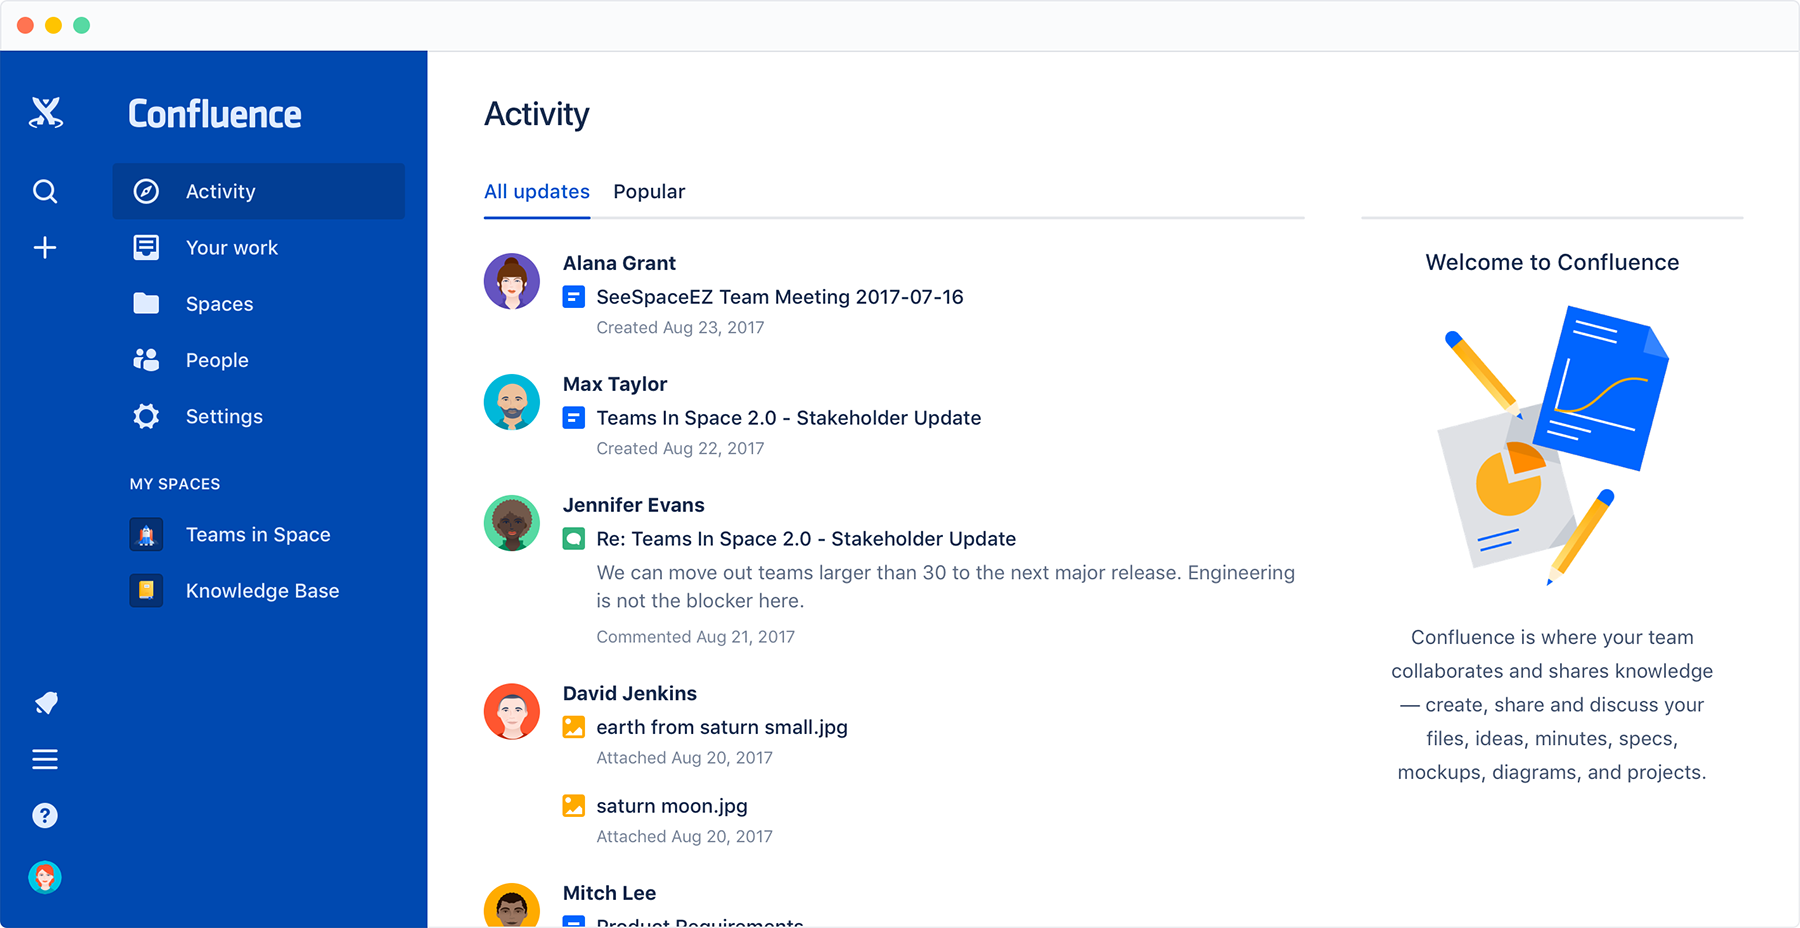 Confluence
Activity
Your work
Spaces
People
Settings
MY SPACES
Teams in Space
Knowledge Base
?
Activity
All updates
Popular
Alana Grant
SeeSpaceEZ Team Meeting 2017-07-16
Created Aug 23, 2017
Max Taylor
Teams In Space 2.0 - Stakeholder Update
Created Aug 22, 2017
Jennifer Evans
Re: Teams In Space 2.0 - Stakeholder Update
We can move out teams larger than 30 to the next major release. Engineering
is not the blocker here.
Commented Aug 21, 2017
David Jenkins
earth from saturn small.jpg
Attached Aug 20, 2017
saturn moon.jpg
Attached Aug 20, 2017
Mitch Lee
Product Requirements
Welcome to Confluence
Confluence is where your team
collaborates and shares knowledge
— create, share and discuss your
files, ideas, minutes, specs,
mockups, diagrams, and projects.